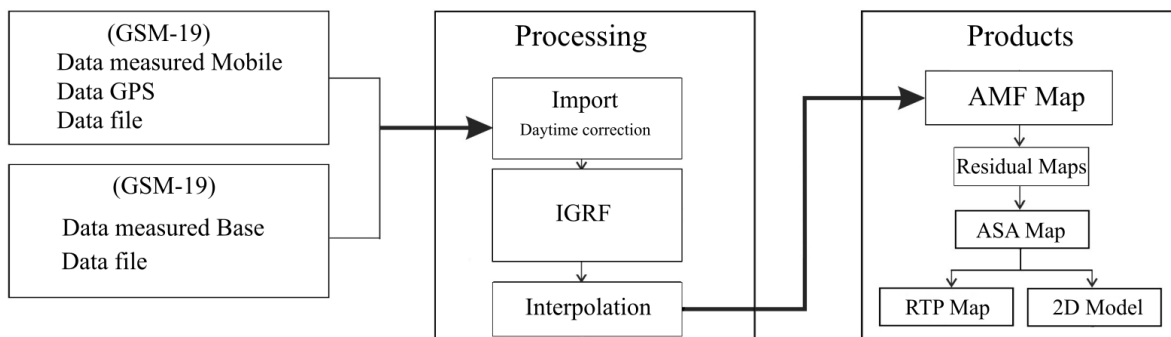 (GSM-19)
Data measured Mobile
Data GPS
Data file
(GSM-19)
Data measured Base
Data file
Processing
Import
Daytime correction
IGRF
Interpolation
Products
AMF Map
Residual Maps
ASA Map
RTP Map
2D Model